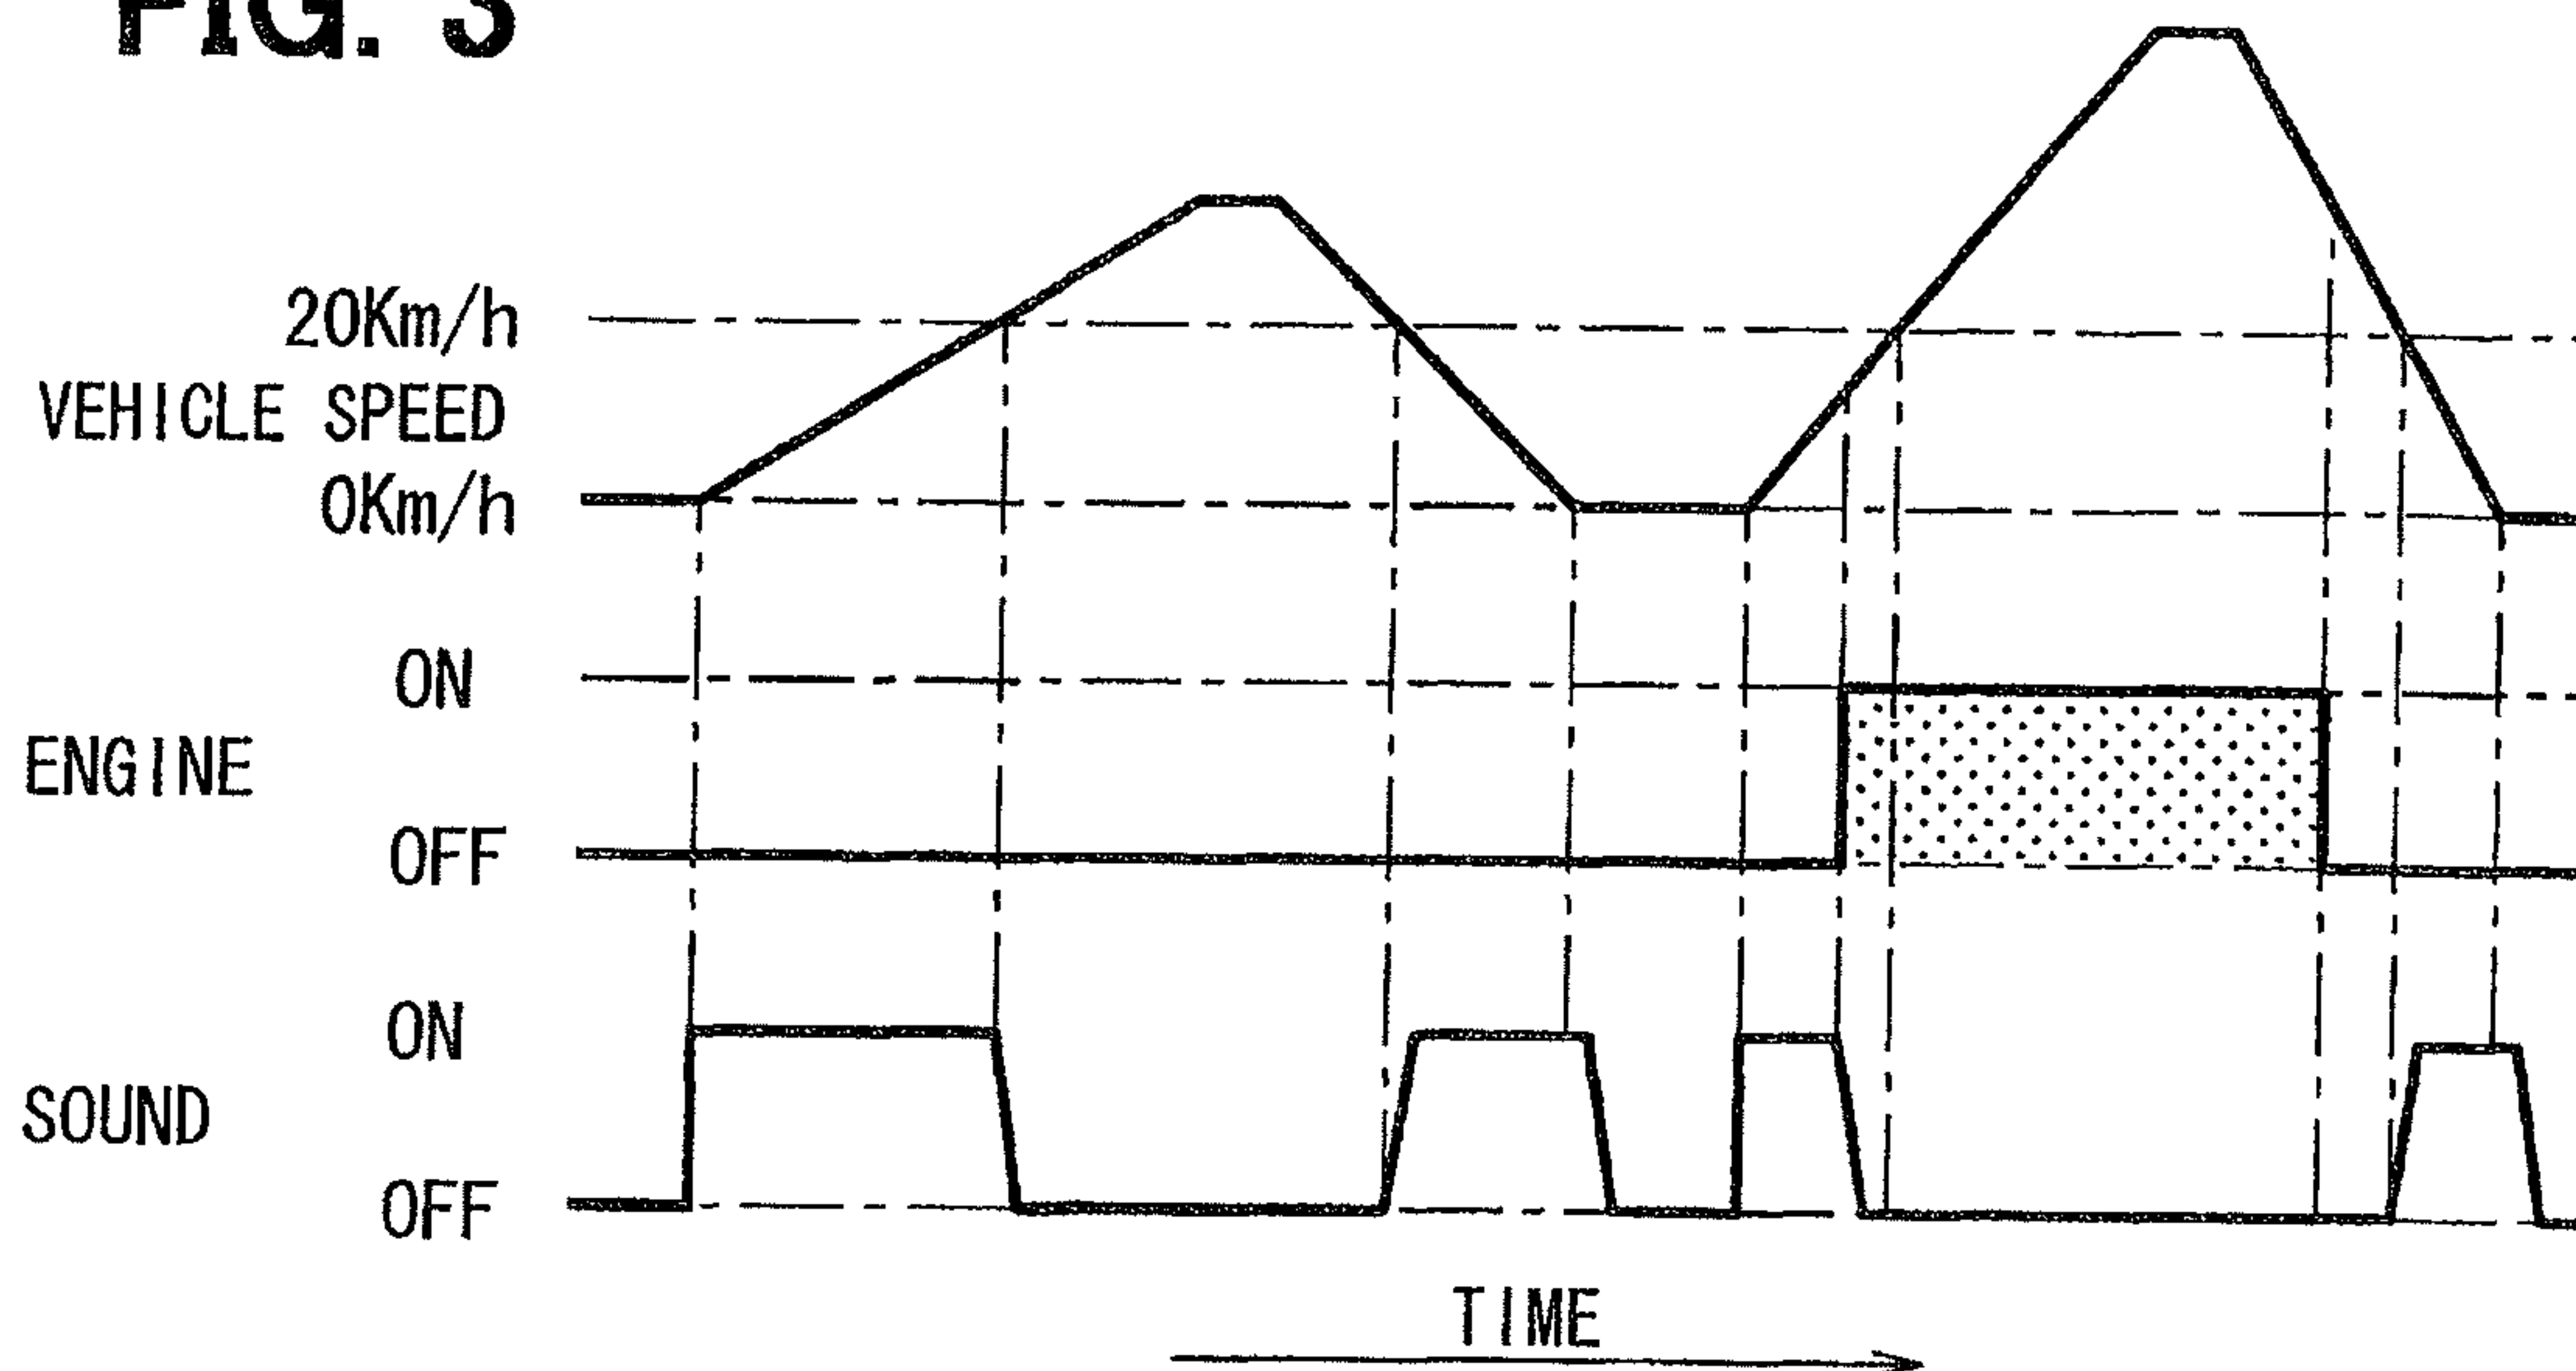 FIG. 3
20Km/h
VEHICLE SPEED
0Km/h
ON
ENGINE
OFF
ON
SOUND
OFF
TIME